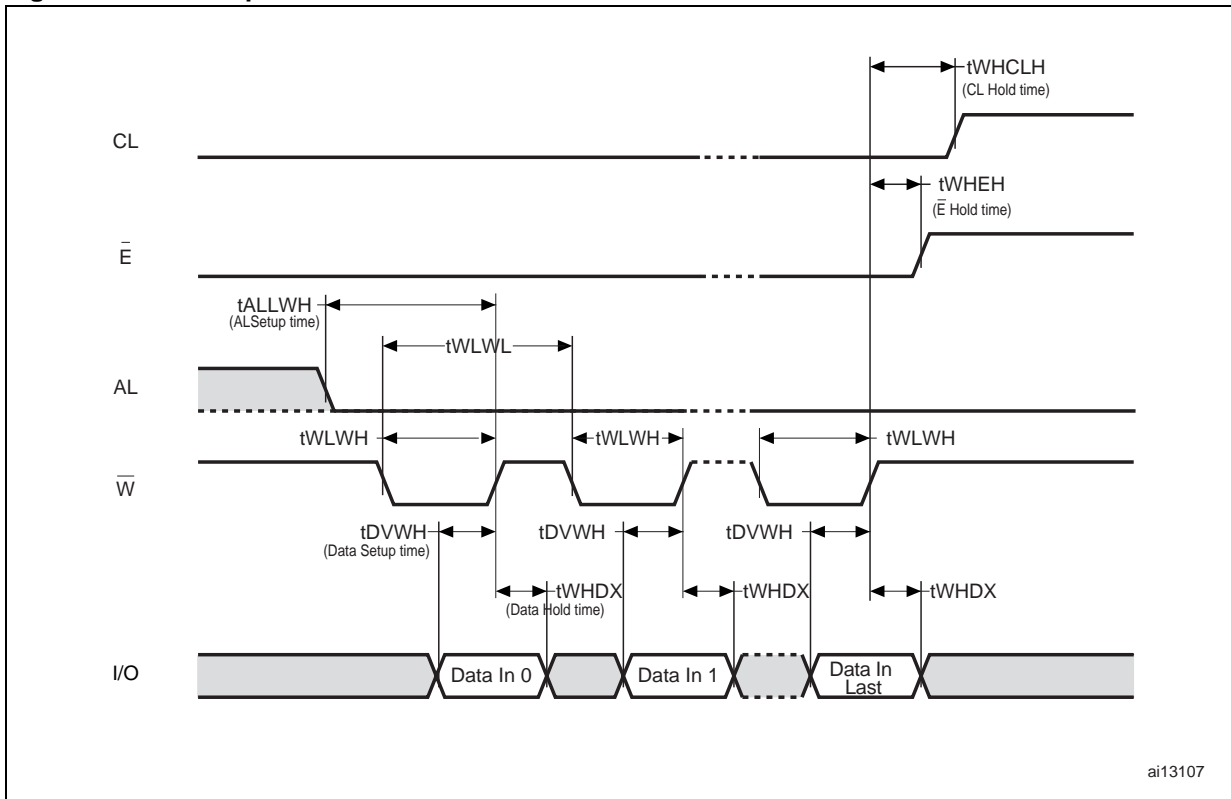 tWHCLH
(CL Hold time)
CL
tWHEH
(E̅ Hold time)
E̅
tALLWH
(ALSetup time)
tWLWL
AL
tWLWH tWLWH tWLWH
W̅
tDVWH tDVWH tDVWH
(Data Setup time)
tWHDX tWHDX tWHDX
(Data Hold time)
I/O Data In 0 Data In 1 Data In
Last
ai13107